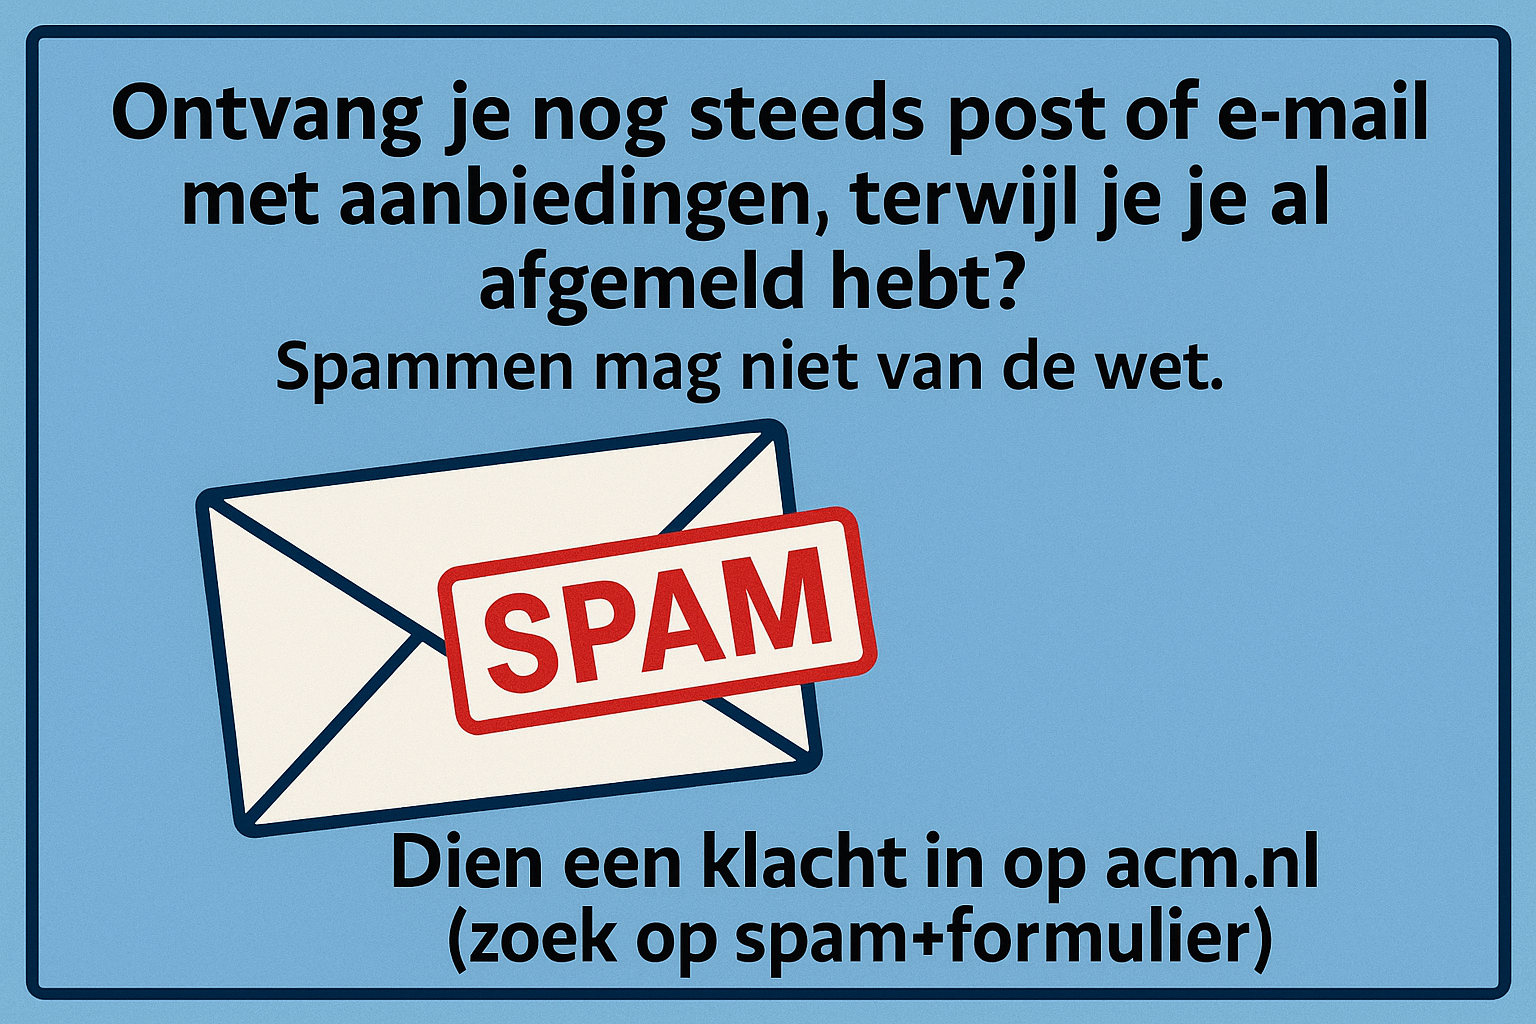 Ontvang je nog steeds post of e-mail
met aanbiedingen, terwijl je je al
afgemeld hebt?
Spammen mag niet van de wet.
SPAM
Dien een klacht in op acm.nl
(zoek op spam+formulier)